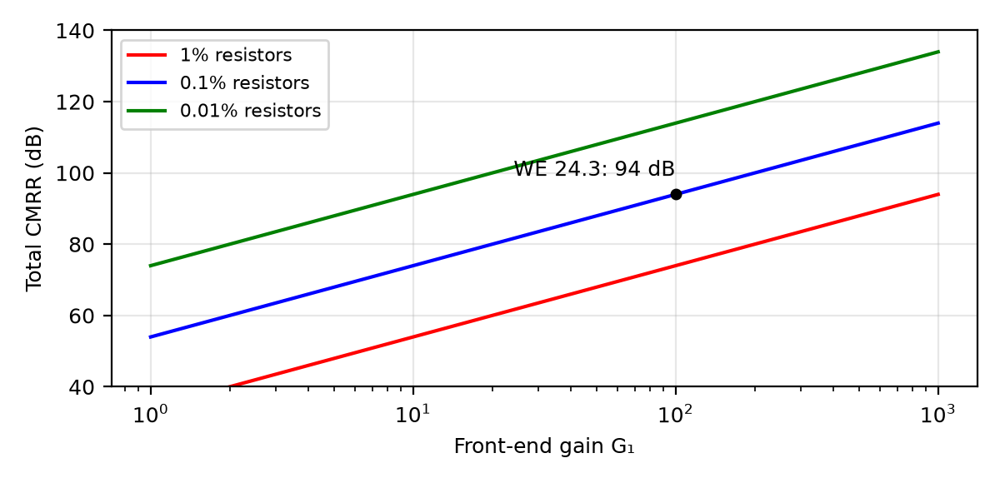 140
120
100
80
60
40
Total CMRR (dB)
1% resistors
0.1% resistors
0.01% resistors
WE 24.3: 94 dB
10⁰ 10¹ 10² 10³
Front-end gain G₁